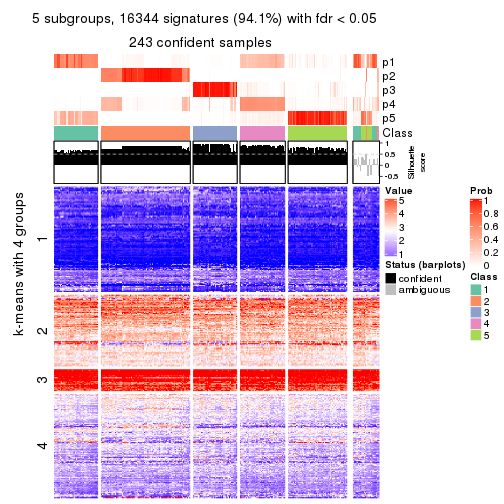 5 subgroups, 16344 signatures (94.1%) with fdr < 0.05
243 confident samples
p1
p2
p3
p4
p5
Class
1
0.5
0
-0.5
Silhouette
score
k-means with 4 groups
1
2
3
4
Value
5
4
3
2
1
Status (barplots)
confident
ambiguous
Prob
1
0.8
0.6
0.4
0.2
0
Class
1
2
3
4
5